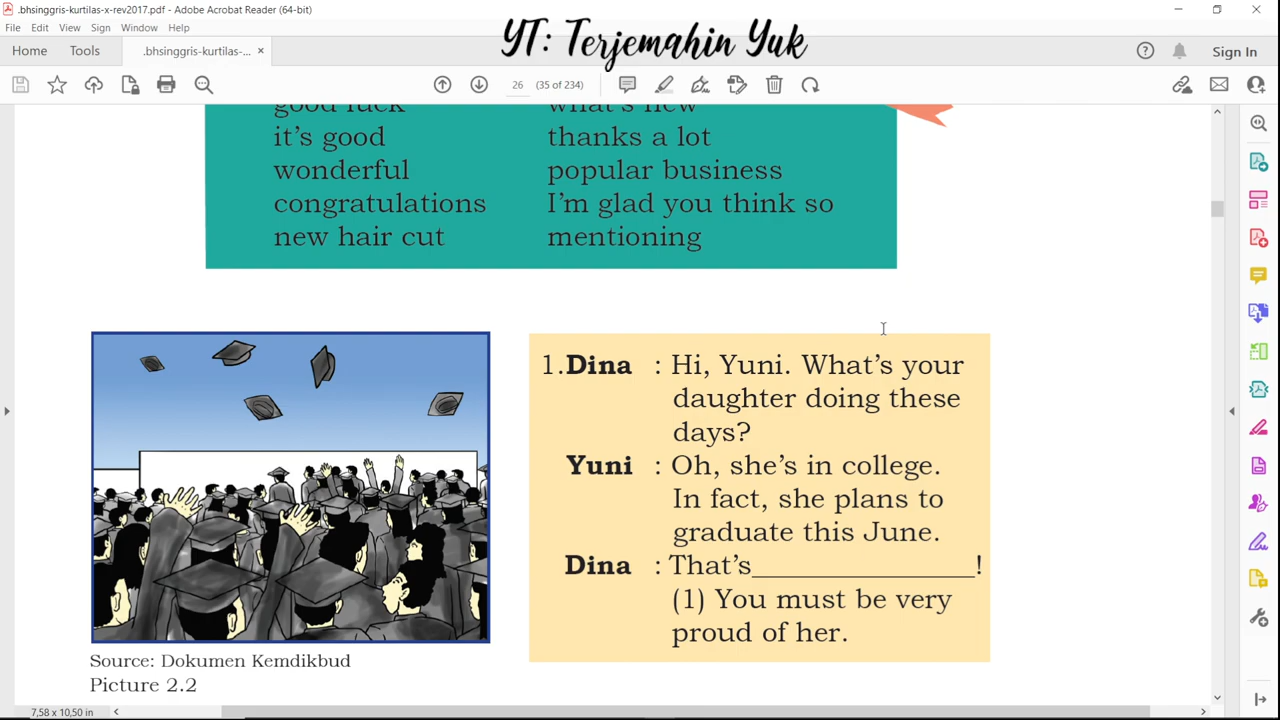 .bhsinggris-kurtilas-x-rev2017.pdf - Adobe Acrobat Reader (64-bit)
File Edit View Sign Window Help
YT: Terjemahin Yuk
Home Tools .bhsinggris-kurtilas-... × Sign In
26 (35 of 234)
good luck what's new
it's good thanks a lot
wonderful popular business
congratulations I'm glad you think so
new hair cut mentioning
1. Dina : Hi, Yuni. What's your
daughter doing these
days?
Yuni : Oh, she's in college.
In fact, she plans to
graduate this June.
Dina : That's________________!
(1) You must be very
proud of her.
Source: Dokumen Kemdikbud
Picture 2.2
7,58 x 10,50 in